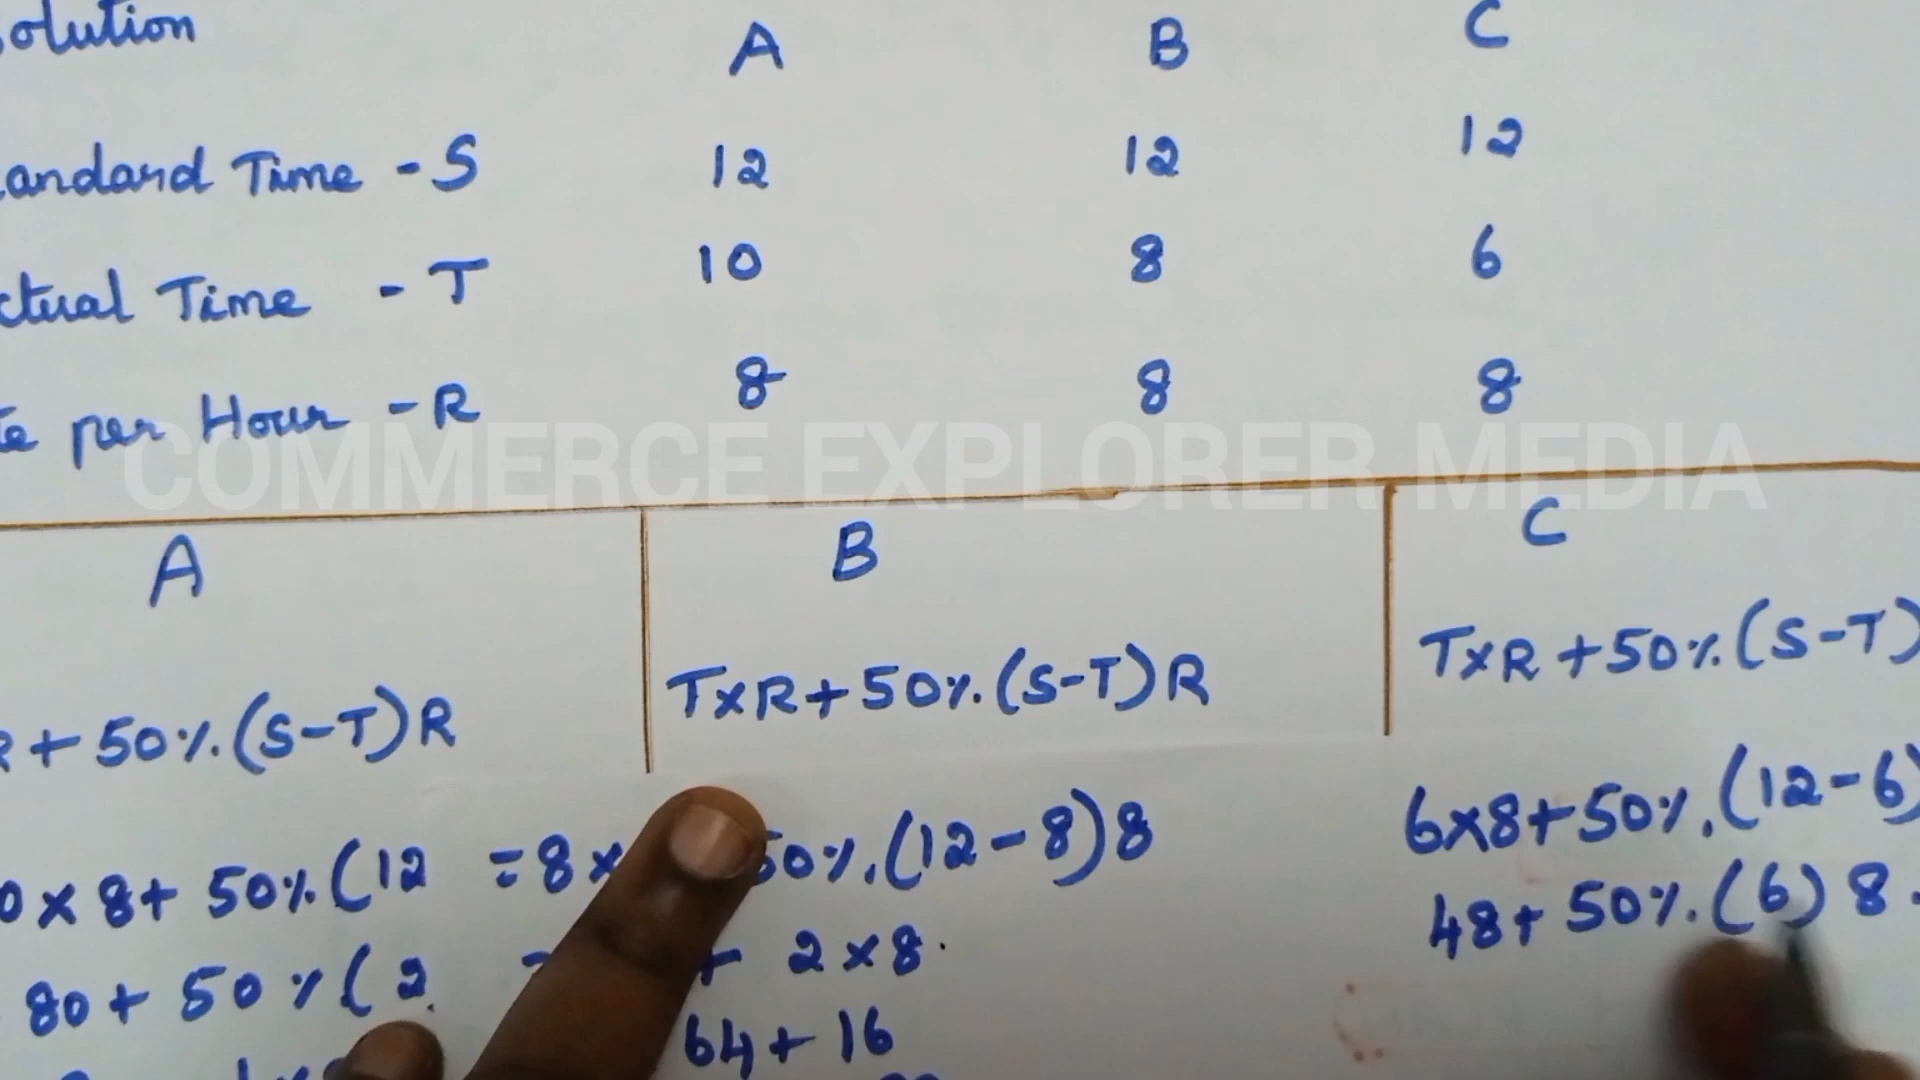 olution A B C
andard Time - S 12 12 12
ctual Time - T 10 8 6
te per Hour - R 8 8 8
COMMERCE EXPLORER MEDIA
A B C
R + 50%.(S-T)R TxR+50%.(S-T)R TxR+50%.(S-T)
0x8+ 50%.(12 =8x 50%.(12-8)8 6x8+50%.(12-6)
80+ 50%(2 + 2x8. 48+ 50%.(6)8
64+16